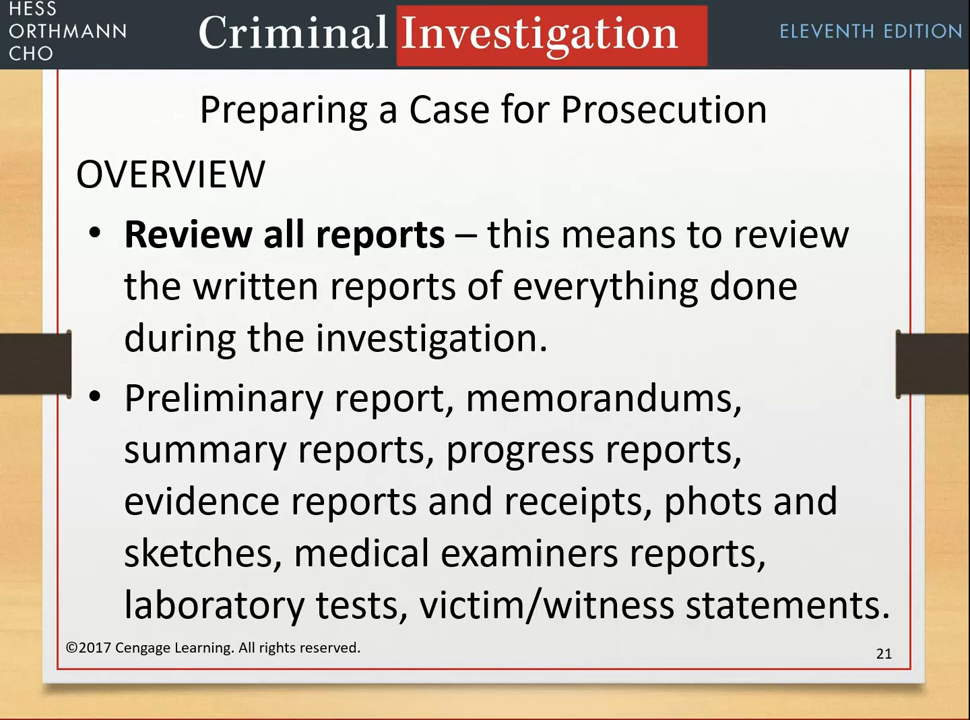 HESS
ORTHMANN
CHO
Criminal Investigation
ELEVENTH EDITION
Preparing a Case for Prosecution
OVERVIEW
• Review all reports – this means to review
the written reports of everything done
during the investigation.
• Preliminary report, memorandums,
summary reports, progress reports,
evidence reports and receipts, phots and
sketches, medical examiners reports,
laboratory tests, victim/witness statements.
©2017 Cengage Learning. All rights reserved.
21